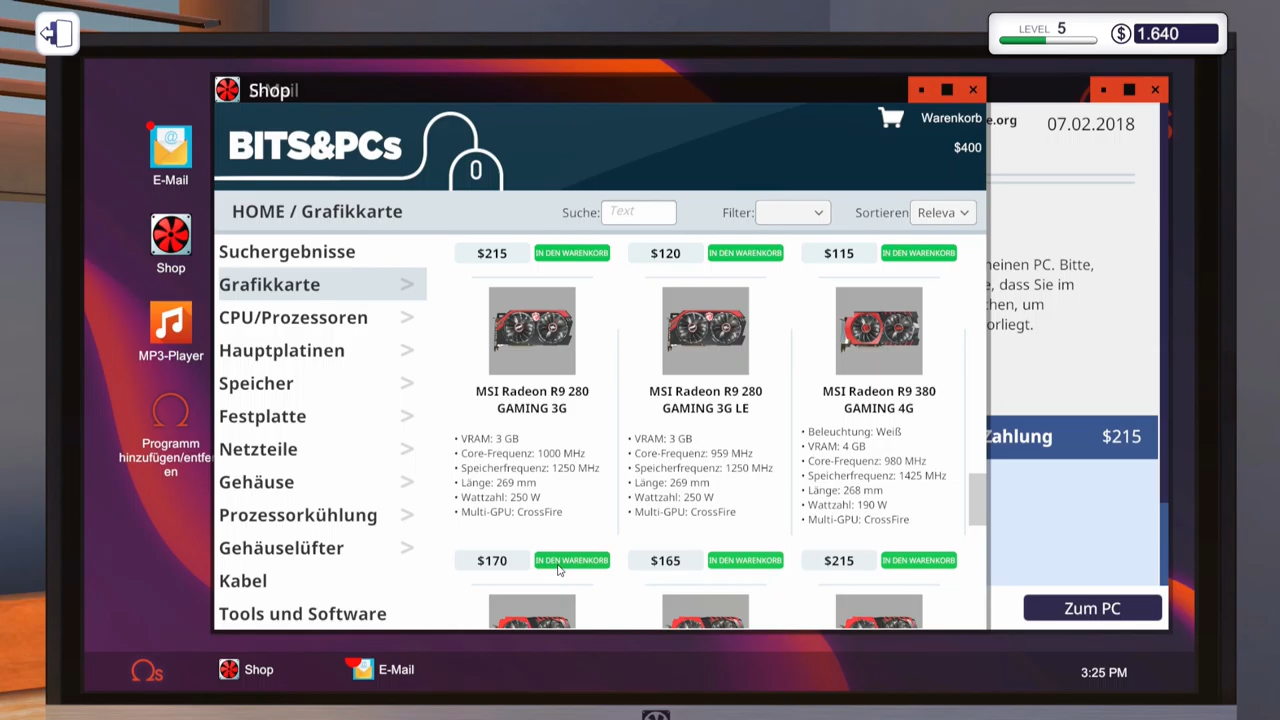 LEVEL 5
$ 1.640
Shop
BITS&PCs
Warenkorb
$400
e.org
07.02.2018
HOME / Grafikkarte
Suche:
Text
Filter:
Sortieren
Releva
Suchergebnisse
Grafikkarte >
CPU/Prozessoren >
Hauptplatinen >
Speicher >
Festplatte >
Netzteile >
Gehäuse >
Prozessorkühlung >
Gehäuselüfter >
Kabel
Tools und Software
$215
IN DEN WARENKORB
$120
IN DEN WARENKORB
$115
IN DEN WARENKORB
MSI Radeon R9 280
GAMING 3G
• VRAM: 3 GB
• Core-Frequenz: 1000 MHz
• Speicherfrequenz: 1250 MHz
• Länge: 269 mm
• Wattzahl: 250 W
• Multi-GPU: CrossFire
$170
IN DEN WARENKORB
MSI Radeon R9 280
GAMING 3G LE
• VRAM: 3 GB
• Core-Frequenz: 959 MHz
• Speicherfrequenz: 1250 MHz
• Länge: 269 mm
• Wattzahl: 250 W
• Multi-GPU: CrossFire
$165
IN DEN WARENKORB
MSI Radeon R9 380
GAMING 4G
• Beleuchtung: Weiß
• VRAM: 4 GB
• Core-Frequenz: 980 MHz
• Speicherfrequenz: 1425 MHz
• Länge: 268 mm
• Wattzahl: 190 W
• Multi-GPU: CrossFire
$215
IN DEN WARENKORB
meinen PC. Bitte,
e, dass Sie im
chen, um
orliegt.
Zahlung
$215
Zum PC
E-Mail
Shop
MP3-Player
Programm
hinzufügen/entfer
en
Shop
E-Mail
3:25 PM